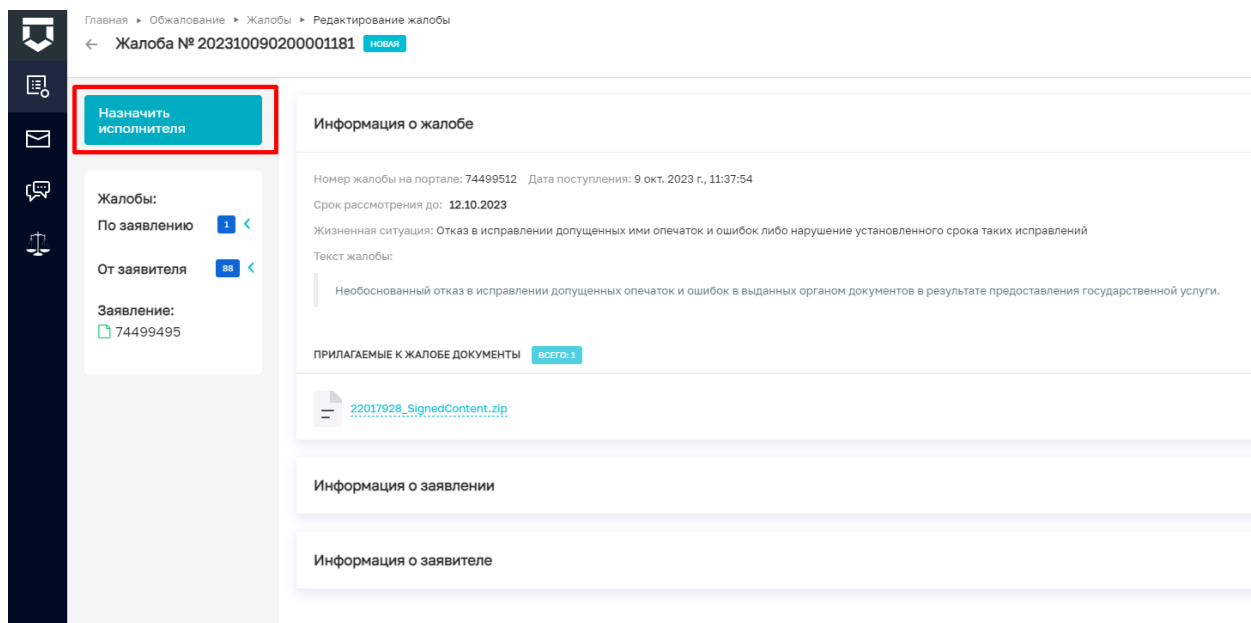 Главная ▸ Обжалование ▸ Жалобы ▸ Редактирование жалобы
← Жалоба № 202310090200001181 НОВАЯ
Назначить
исполнителя
Жалобы:
По заявлению 1
От заявителя 88
Заявление:
74499495
Информация о жалобе
Номер жалобы на портале: 74499512 Дата поступления: 9 окт. 2023 г., 11:37:54
Срок рассмотрения до: 12.10.2023
Жизненная ситуация: Отказ в исправлении допущенных ими опечаток и ошибок либо нарушение установленного срока таких исправлений
Текст жалобы:
Необоснованный отказ в исправлении допущенных опечаток и ошибок в выданных органом документов в результате предоставления государственной услуги.
ПРИЛАГАЕМЫЕ К ЖАЛОБЕ ДОКУМЕНТЫ ВСЕГО: 1
22017928_SignedContent.zip
Информация о заявлении
Информация о заявителе